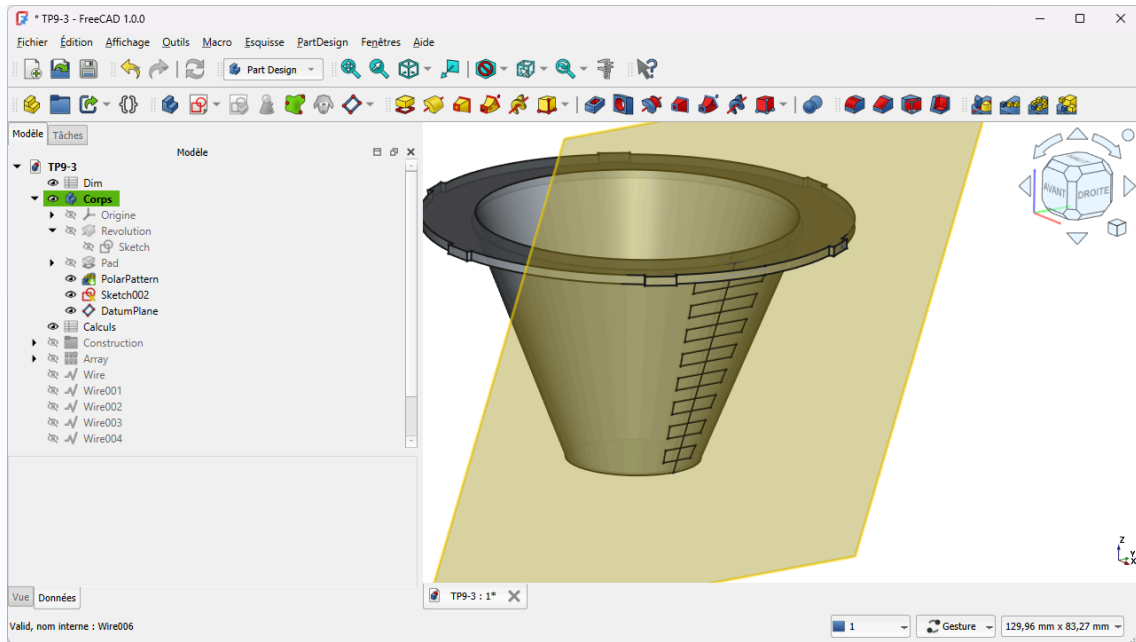 * TP9-3 - FreeCAD 1.0.0
Fichier Édition Affichage Outils Macro Esquisse PartDesign Fenêtres Aide
Part Design
Modèle Tâches
Modèle
TP9-3
Dim
Corps
Origine
Revolution
Sketch
Pad
PolarPattern
Sketch002
DatumPlane
Calculs
Construction
Array
Wire
Wire001
Wire002
Wire003
Wire004
AVANT DROITE
Z
Y
X
Vue Données
TP9-3 : 1*
Valid, nom interne : Wire006
1 Gesture 129,96 mm x 83,27 mm